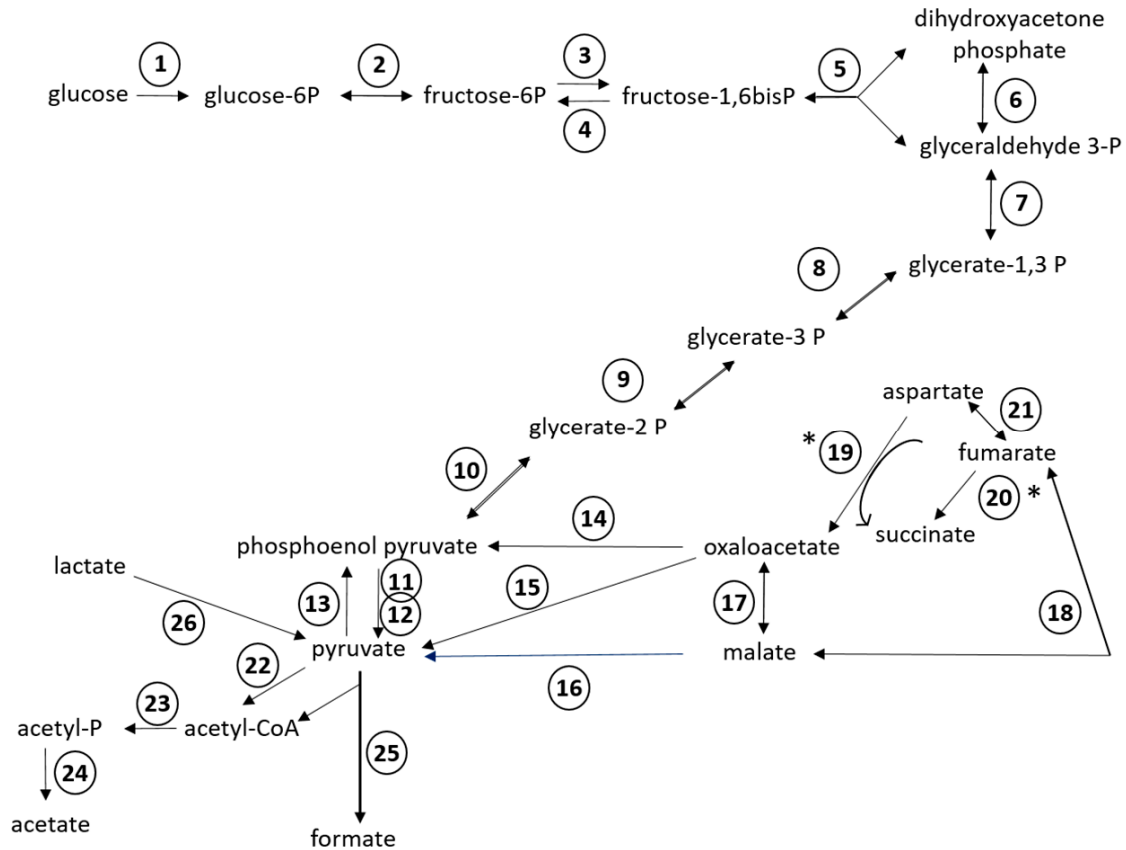 dihydroxyacetone
phosphate
1
2
3
5
glucose
glucose-6P
fructose-6P
fructose-1,6bisP
4
6
glyceraldehyde 3-P
7
8
glycerate-1,3 P
glycerate-3 P
9
aspartate
21
glycerate-2 P
* 19
fumarate
10
20 *
14
phosphoenol pyruvate
oxaloacetate
succinate
lactate
11
15
13
12
17
18
26
pyruvate
malate
22
16
23
acetyl-P
acetyl-CoA
25
24
acetate
formate